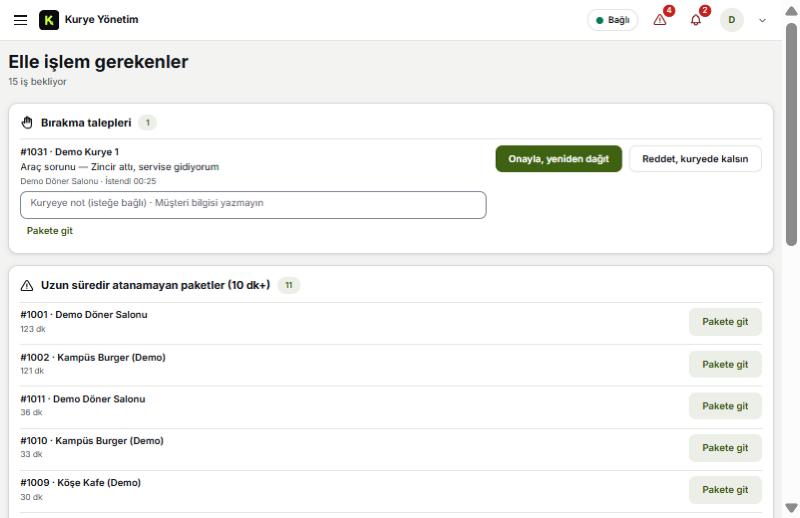 K Kurye Yönetim
Bağlı
4
2
D
Elle işlem gerekenler
15 iş bekliyor
Bırakma talepleri 1
#1031 · Demo Kurye 1
Araç sorunu — Zincir attı, servise gidiyorum
Demo Döner Salonu · İstendi 00:25
Onayla, yeniden dağıt
Reddet, kuryede kalsın
Kuryeye not (isteğe bağlı) · Müşteri bilgisi yazmayın
Pakete git
Uzun süredir atanamayan paketler (10 dk+) 11
#1001 · Demo Döner Salonu
123 dk
Pakete git
#1002 · Kampüs Burger (Demo)
121 dk
Pakete git
#1011 · Demo Döner Salonu
36 dk
Pakete git
#1010 · Kampüs Burger (Demo)
33 dk
Pakete git
#1009 · Köşe Kafe (Demo)
30 dk
Pakete git